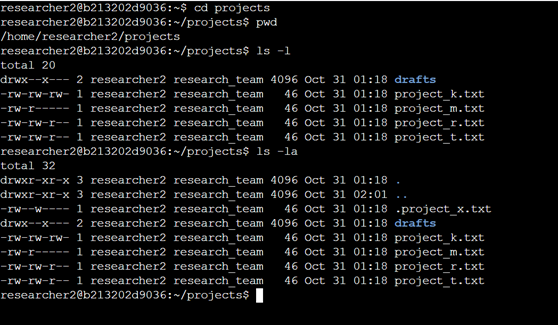 researcher2@b213202d9036:~$ cd projects
researcher2@b213202d9036:~/projects$ pwd
/home/researcher2/projects
researcher2@b213202d9036:~/projects$ ls -l
total 20
drwx--x--- 2 researcher2 research_team 4096 Oct 31 01:18 drafts
-rw-rw-rw- 1 researcher2 research_team   46 Oct 31 01:18 project_k.txt
-rw-r----- 1 researcher2 research_team   46 Oct 31 01:18 project_m.txt
-rw-rw-r-- 1 researcher2 research_team   46 Oct 31 01:18 project_r.txt
-rw-rw-r-- 1 researcher2 research_team   46 Oct 31 01:18 project_t.txt
researcher2@b213202d9036:~/projects$ ls -la
total 32
drwxr-xr-x 3 researcher2 research_team 4096 Oct 31 01:18 .
drwxr-xr-x 3 researcher2 research_team 4096 Oct 31 02:01 ..
-rw--w---- 1 researcher2 research_team   46 Oct 31 01:18 .project_x.txt
drwx--x--- 2 researcher2 research_team 4096 Oct 31 01:18 drafts
-rw-rw-rw- 1 researcher2 research_team   46 Oct 31 01:18 project_k.txt
-rw-r----- 1 researcher2 research_team   46 Oct 31 01:18 project_m.txt
-rw-rw-r-- 1 researcher2 research_team   46 Oct 31 01:18 project_r.txt
-rw-rw-r-- 1 researcher2 research_team   46 Oct 31 01:18 project_t.txt
researcher2@b213202d9036:~/projects$